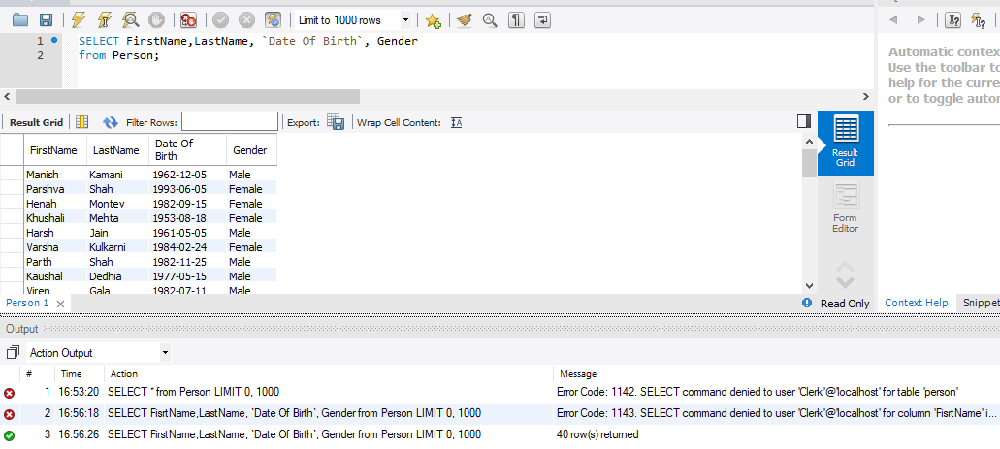 Limit to 1000 rows
1 SELECT FirstName,LastName, `Date Of Birth`, Gender
2 from Person;
Automatic contex
Use the toolbar to
help for the curre
or to toggle autor
Result Grid Filter Rows: Export: Wrap Cell Content:
FirstName LastName Date Of Birth Gender
Manish Kamani 1962-12-05 Male
Parshva Shah 1993-06-05 Female
Henah Montev 1982-09-15 Female
Khushali Mehta 1953-08-18 Female
Harsh Jain 1961-05-05 Male
Varsha Kulkarni 1984-02-24 Female
Parth Shah 1982-11-25 Male
Kaushal Dedhia 1977-05-15 Male
Viren Gala 1982-07-11 Male
Result
Grid
Form
Editor
Person 1 Read Only Context Help Snippet
Output
Action Output
# Time Action Message
1 16:53:20 SELECT * from Person LIMIT 0, 1000 Error Code: 1142. SELECT command denied to user 'Clerk'@'localhost' for table 'person'
2 16:56:18 SELECT FisrtName,LastName, `Date Of Birth`, Gender from Person LIMIT 0, 1000 Error Code: 1143. SELECT command denied to user 'Clerk'@'localhost' for column 'FisrtName' i...
3 16:56:26 SELECT FirstName,LastName, `Date Of Birth`, Gender from Person LIMIT 0, 1000 40 row(s) returned